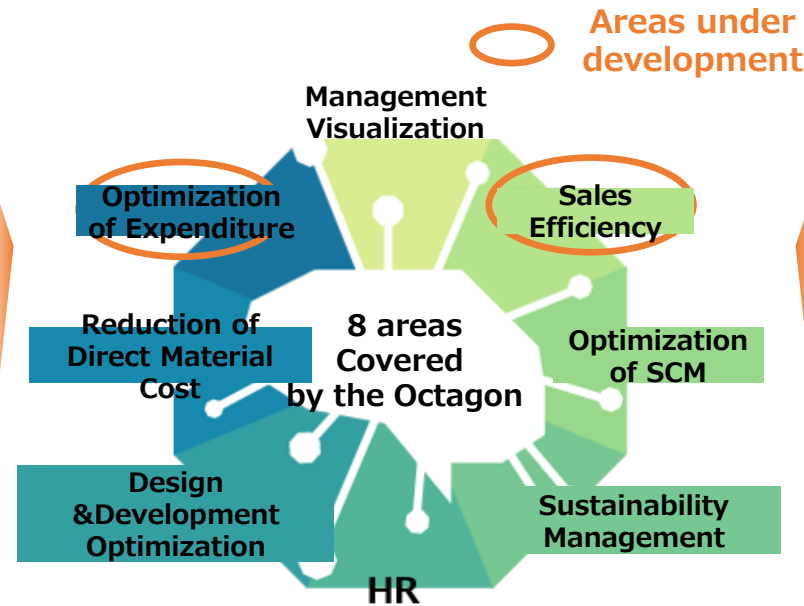 Areas under
development
Management
Visualization
Optimization
of Expenditure
Sales
Efficiency
Reduction of
Direct Material
Cost
8 areas
Covered
by the Octagon
Optimization
of SCM
Design
&Development
Optimization
Sustainability
Management
HR